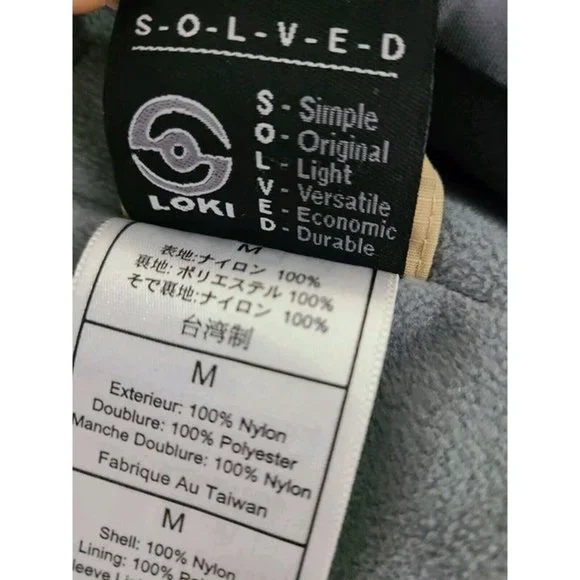 S-O-L-V-E-D
S - Simple
O - Original
L - Light
V - Versatile
E - Economic
D - Durable
LOKI
M
表地:ナイロン 100%
裏地: ポリエステル 100%
そで裏地:ナイロン 100%
台湾制
M
Exterieur: 100% Nylon
Doublure: 100% Polyester
Manche Doublure: 100% Nylon
Fabrique Au Taiwan
M
Shell: 100% Nylon
Lining: 100%